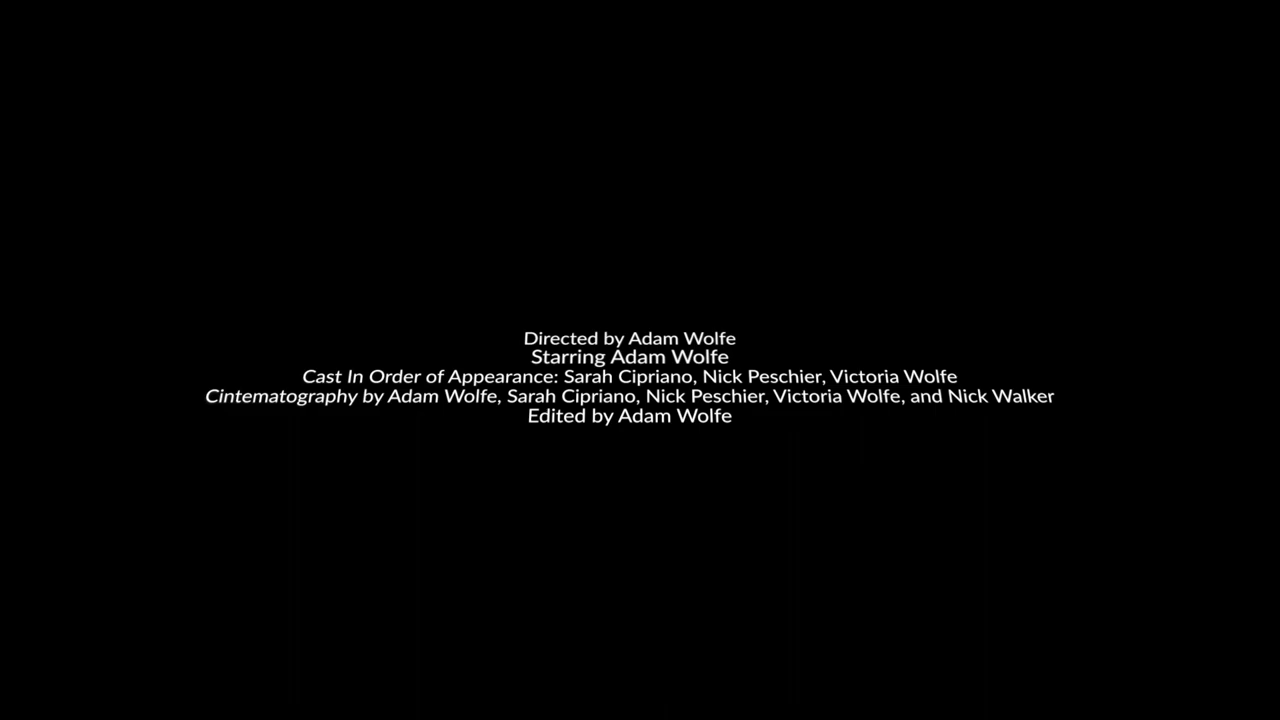 Directed by Adam Wolfe
Starring Adam Wolfe
Cast In Order of Appearance: Sarah Cipriano, Nick Peschier, Victoria Wolfe
Cintematography by Adam Wolfe, Sarah Cipriano, Nick Peschier, Victoria Wolfe, and Nick Walker
Edited by Adam Wolfe